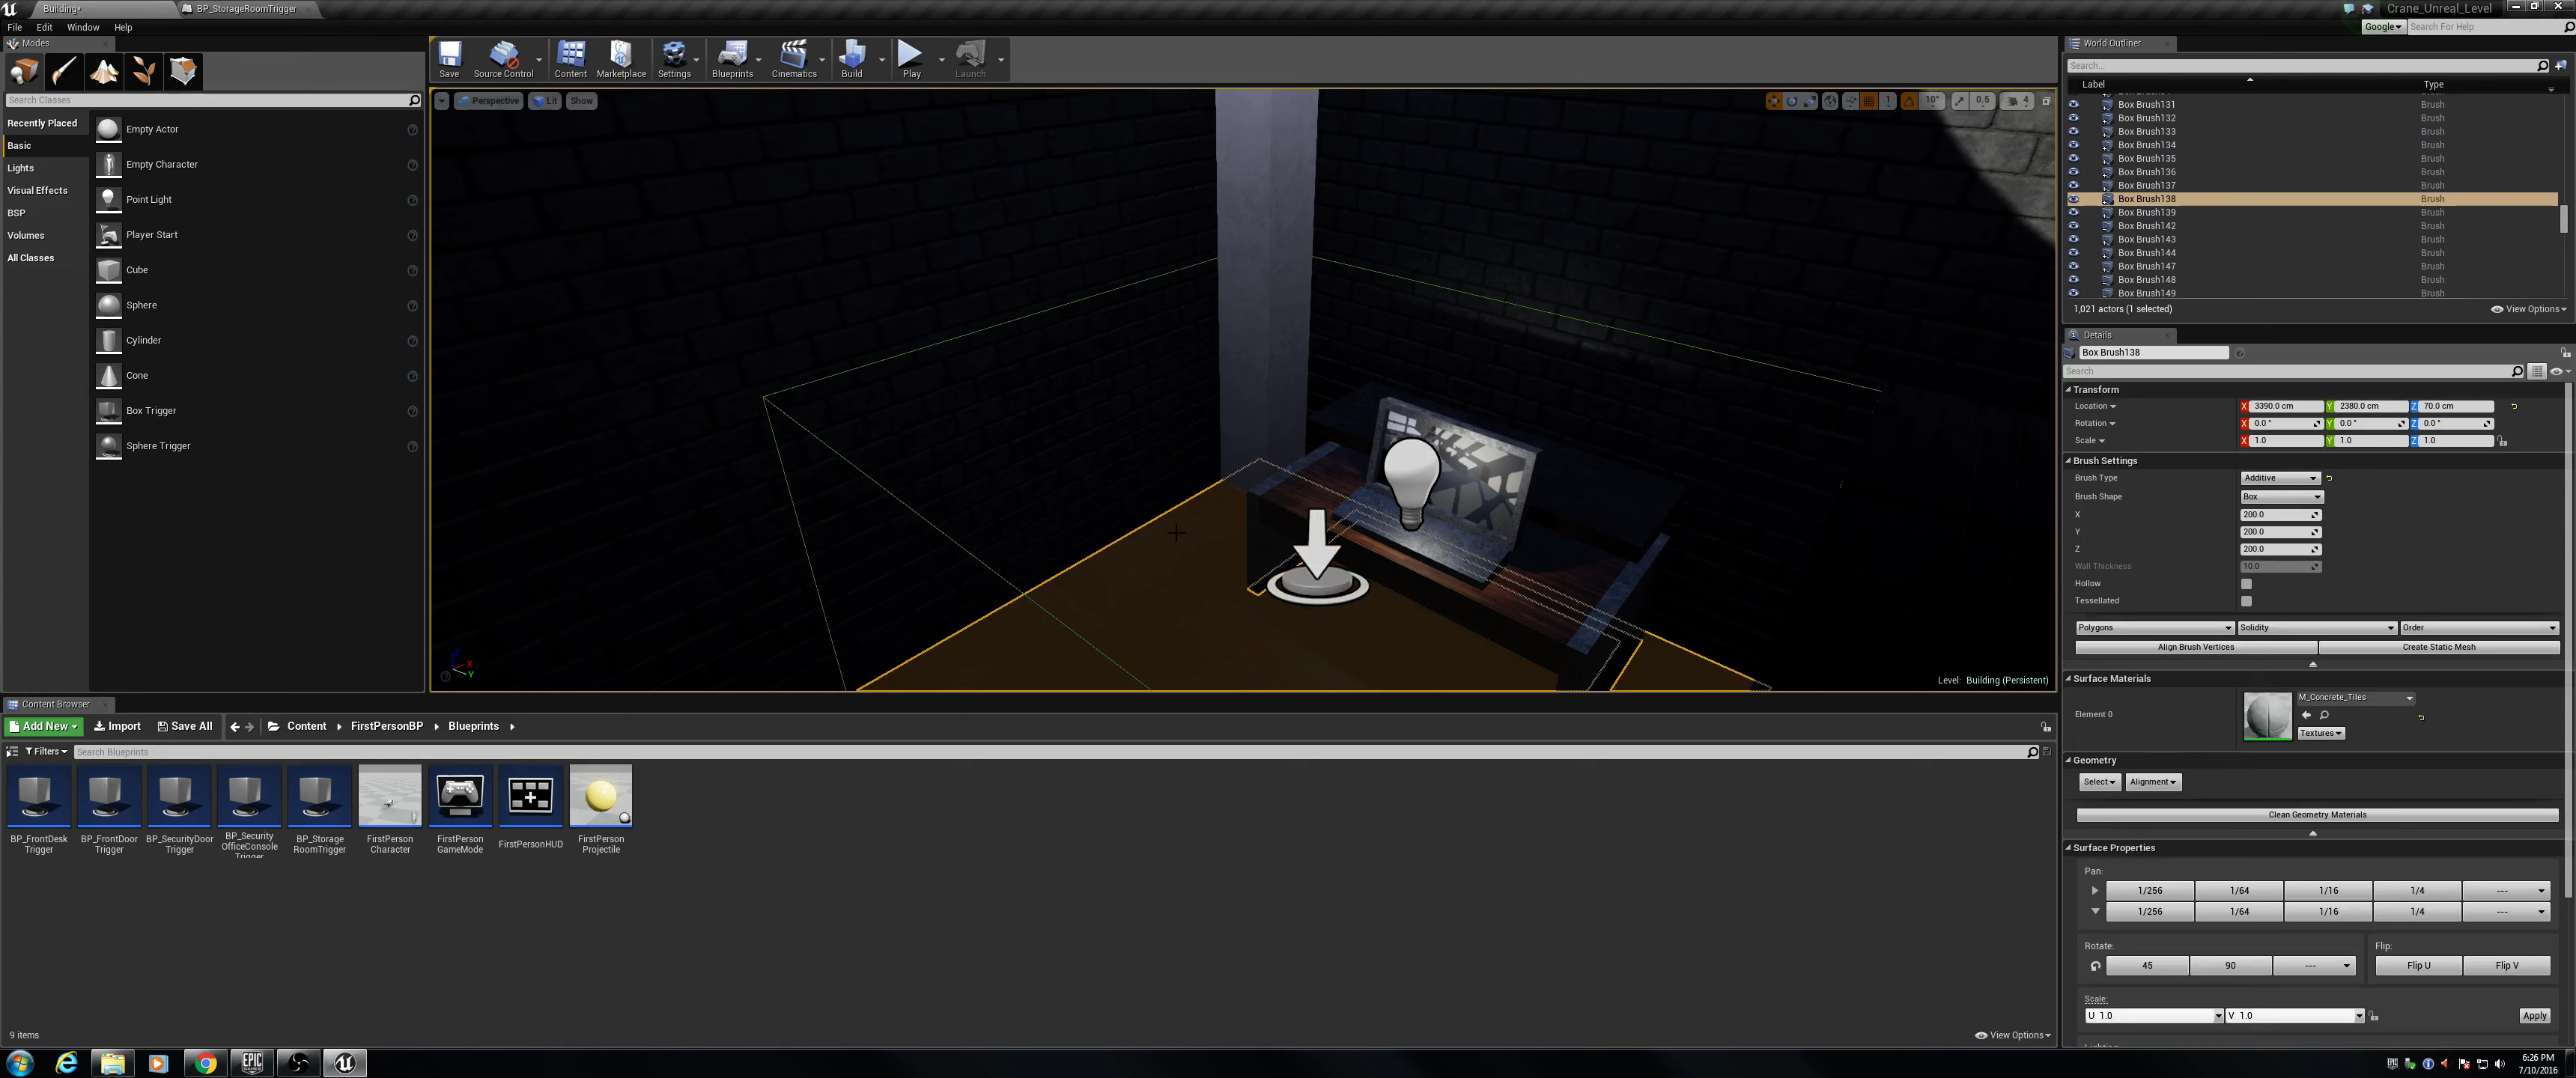 Building*
BP_StorageRoomTrigger
Crane_Unreal_Level
File Edit Window Help
Google
Search For Help
Modes
Search Classes
Recently Placed
Basic
Lights
Visual Effects
BSP
Volumes
All Classes
Empty Actor
Empty Character
Point Light
Player Start
Cube
Sphere
Cylinder
Cone
Box Trigger
Sphere Trigger
Save
Source Control
Content
Marketplace
Settings
Blueprints
Cinematics
Build
Play
Launch
Perspective
Lit
Show
1
10°
0.5
4
Z
X
Y
Level: Building (Persistent)
World Outliner
Search...
Label Type
Box Brush131 Brush
Box Brush132 Brush
Box Brush133 Brush
Box Brush134 Brush
Box Brush135 Brush
Box Brush136 Brush
Box Brush137 Brush
Box Brush138 Brush
Box Brush139 Brush
Box Brush142 Brush
Box Brush143 Brush
Box Brush144 Brush
Box Brush147 Brush
Box Brush148 Brush
Box Brush149 Brush
1,021 actors (1 selected)
View Options
Details
Box Brush138
Search
Transform
Location X 3390.0 cm Y 2380.0 cm Z 70.0 cm
Rotation X 0.0 ° Y 0.0 ° Z 0.0 °
Scale X 1.0 Y 1.0 Z 1.0
Brush Settings
Brush Type Additive
Brush Shape Box
X 200.0
Y 200.0
Z 200.0
Wall Thickness 10.0
Hollow
Tessellated
Polygons Solidity Order
Align Brush Vertices Create Static Mesh
Surface Materials
Element 0
M_Concrete_Tiles
Textures
Geometry
Select Alignment
Clean Geometry Materials
Surface Properties
Pan:
1/256 1/64 1/16 1/4 ---
1/256 1/64 1/16 1/4 ---
Rotate: Flip:
45 90 --- Flip U Flip V
Scale:
U 1.0 V 1.0 Apply
Content Browser
Add New Import Save All Content FirstPersonBP Blueprints
Filters
Search Blueprints
BP_FrontDesk
Trigger
BP_FrontDoor
Trigger
BP_SecurityDoor
Trigger
BP_Security
OfficeConsole
Trigger
BP_Storage
RoomTrigger
FirstPerson
Character
FirstPerson
GameMode
FirstPersonHUD
FirstPerson
Projectile
9 items
View Options
EPIC
GAMES
6:26 PM
7/10/2016